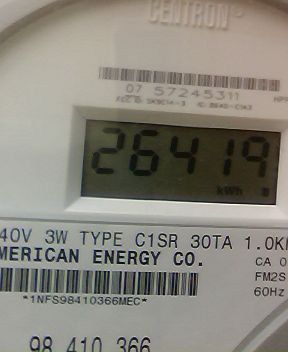 CENTRON
07 57245311
26419
kWh
40V 3W TYPE C1SR 30TA 1.0K
MERICAN ENERGY CO.
CA 0
FM2S
60Hz
*1NFS98410366MEC*
98 410 366